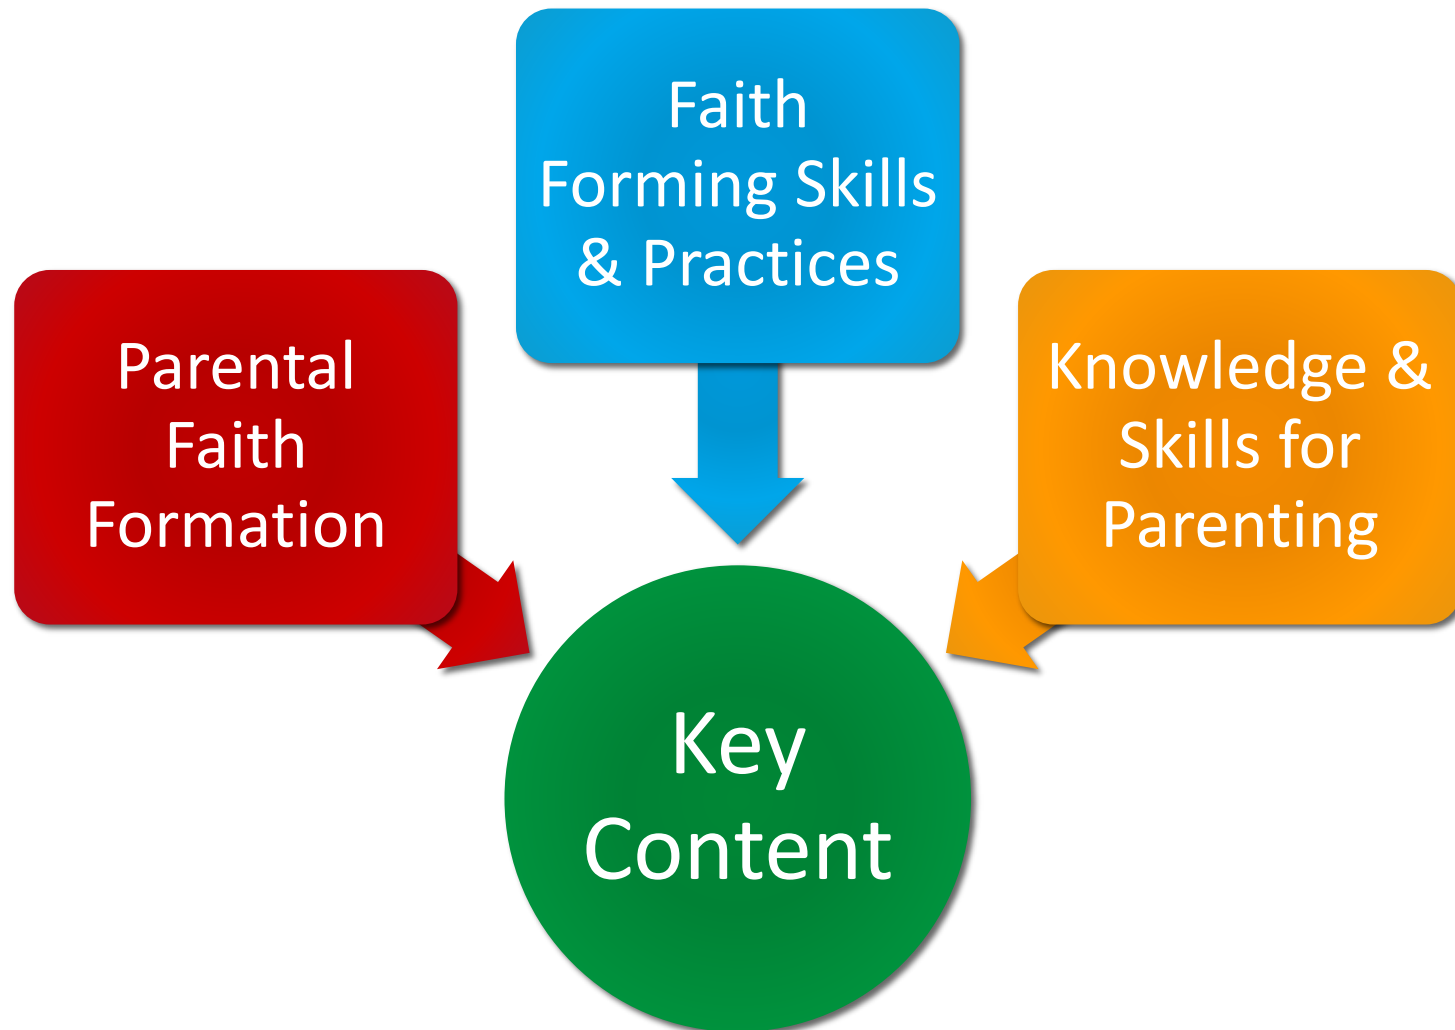 Faith
Forming Skills
& Practices
Parental
Faith
Formation
Knowledge &
Skills for
Parenting
Key
Content